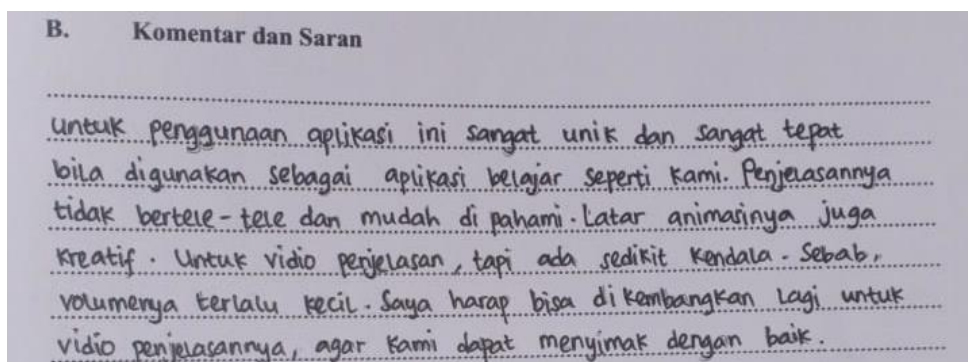 B. Komentar dan Saran
untuk penggunaan aplikasi ini sangat unik dan sangat tepat
bila digunakan sebagai aplikasi belajar seperti kami. Penjelasannya
tidak bertele-tele dan mudah di pahami. Latar animasinya juga
kreatif. Untuk vidio penjelasan, tapi ada sedikit kendala. Sebab,
volumenya terlalu kecil. Saya harap bisa di kembangkan lagi untuk
vidio penjelasannya, agar kami dapat menyimak dengan baik.